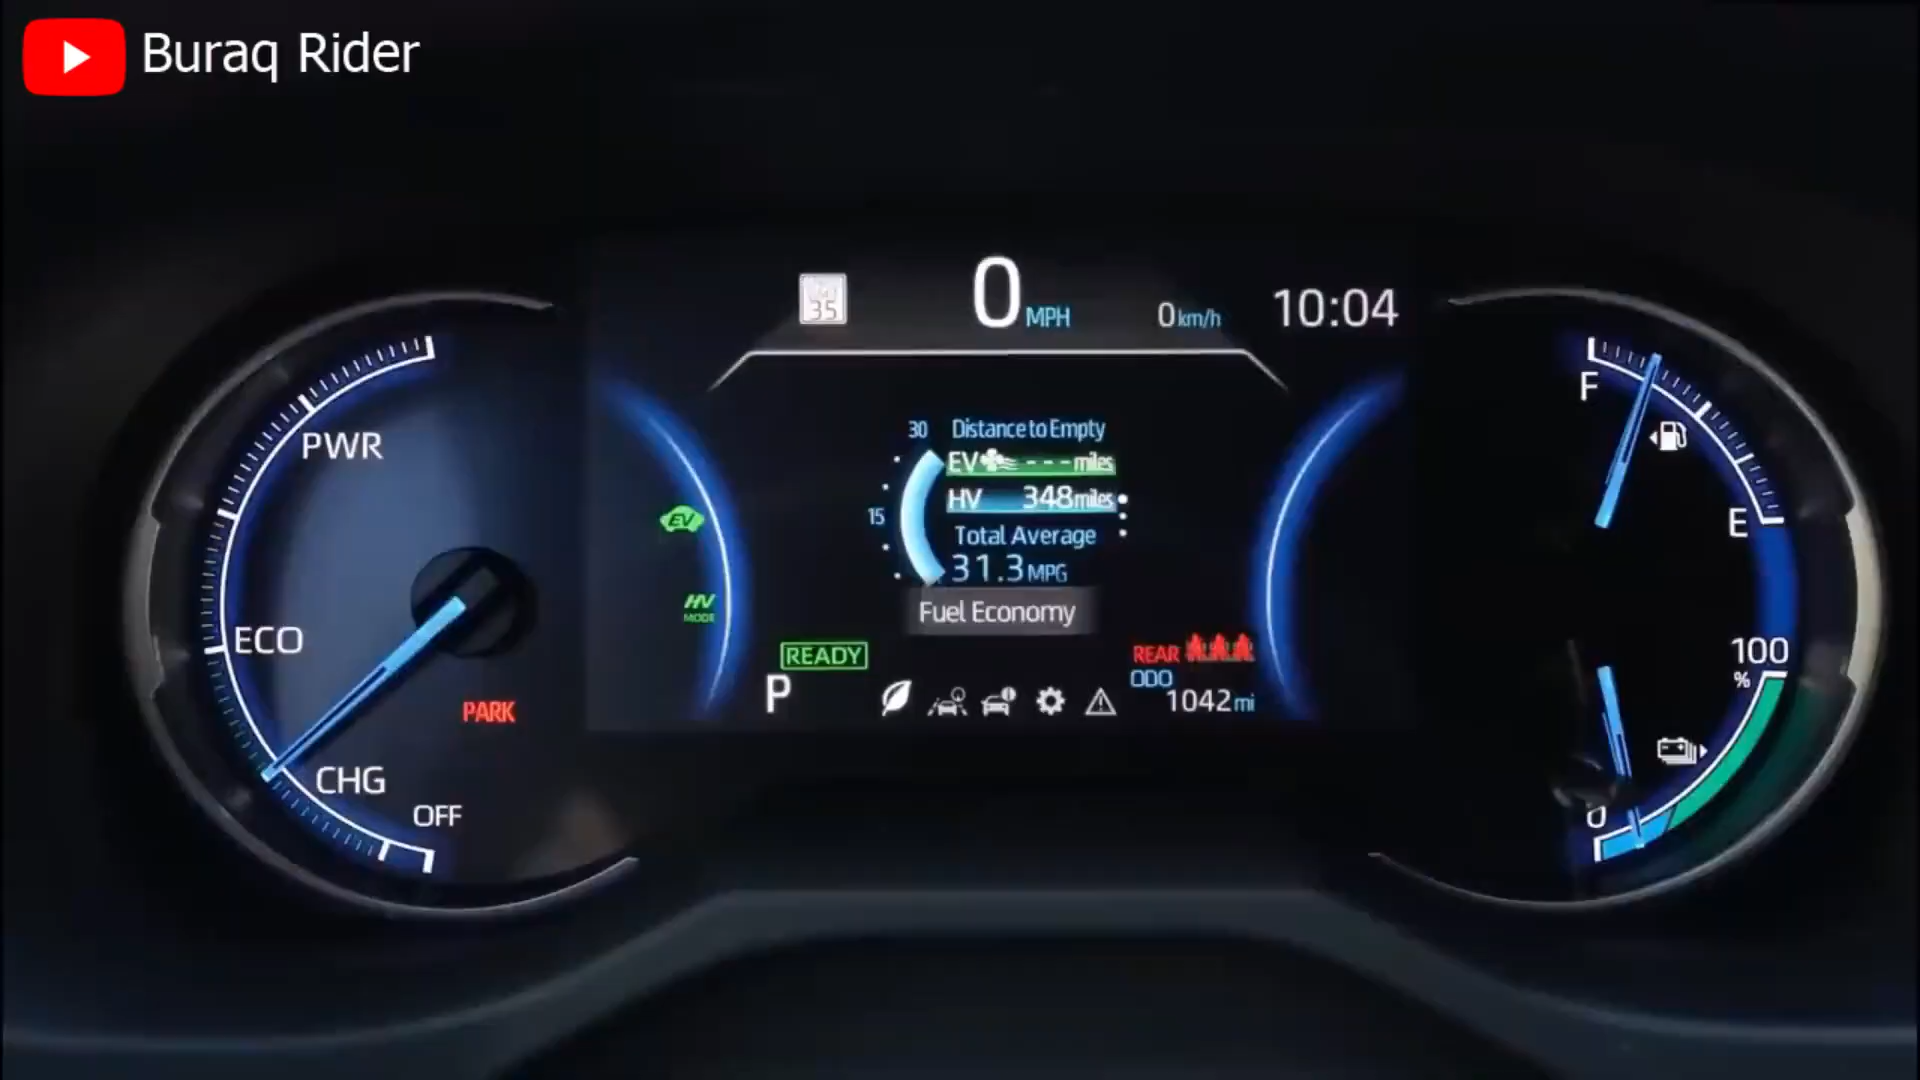 Buraq Rider
35
0 MPH
0 km/h
10:04
PWR
ECO
CHG
OFF
PARK
EV
HV
MODE
30
15
Distance to Empty
EV - - - miles
HV 348 miles
Total Average
31.3 MPG
Fuel Economy
READY
P
REAR
ODO
1042 mi
F
E
100
%
0